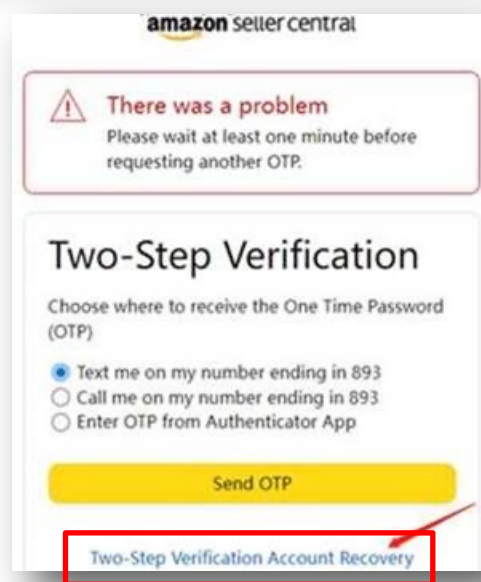 amazon seller central
There was a problem
Please wait at least one minute before
requesting another OTP.
Two-Step Verification
Choose where to receive the One Time Password
(OTP)
Text me on my number ending in 893
Call me on my number ending in 893
Enter OTP from Authenticator App
Send OTP
Two-Step Verification Account Recovery